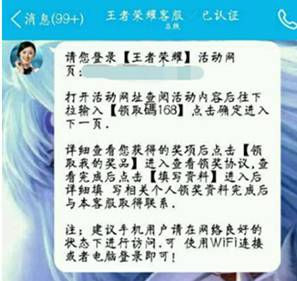 消息(99+)
王者荣耀客服
已认证
在线
请您登录【王者荣耀】活动网
页:
打开活动网址查阅活动内容后往下
拉输入【领取碼168】点击确定进入
下一页.
详细查看您获得的奖项后点击【领
取我的奖品】进入查看领奖协议,查
看完成后点击【填写资料】进入后
详细填 写相关个人领奖资料完成后
与本客服取得联系.
注: 建议手机用户请在网络良好的
状态下进行访问,可 使用WiFi连接
或者电脑登录即可!